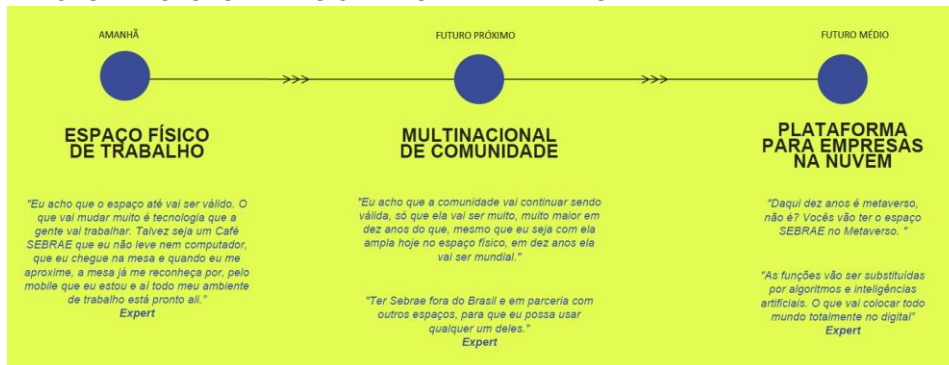 AMANHÃ
>>>
FUTURO PRÓXIMO
>>>
FUTURO MÉDIO
ESPAÇO FÍSICO
DE TRABALHO
"Eu acho que o espaço até vai ser válido. O
que vai mudar muito é tecnologia que a
gente vai trabalhar. Talvez seja um Café
SEBRAE que eu não leve nem computador,
que eu chegue na mesa e quando eu me
aproxime, a mesa já me reconheça por, pelo
mobile que eu estou e aí todo meu ambiente
de trabalho está pronto ali."
Expert
MULTINACIONAL
DE COMUNIDADE
"Eu acho que a comunidade vai continuar sendo
válida, só que ela vai ser muito, muito maior em
dez anos do que, mesmo que eu seja com ela
ampla hoje no espaço físico, em dez anos ela
vai ser mundial."
"Ter Sebrae fora do Brasil e em parceria com
outros espaços, para que eu possa usar
qualquer um deles."
Expert
PLATAFORMA
PARA EMPRESAS
NA NUVEM
"Daqui dez anos é metaverso,
não é? Vocês vão ter o espaço
SEBRAE no Metaverso. "
"As funções vão ser substituídas
por algoritmos e inteligências
artificiais. O que vai colocar todo
mundo totalmente no digital"
Expert